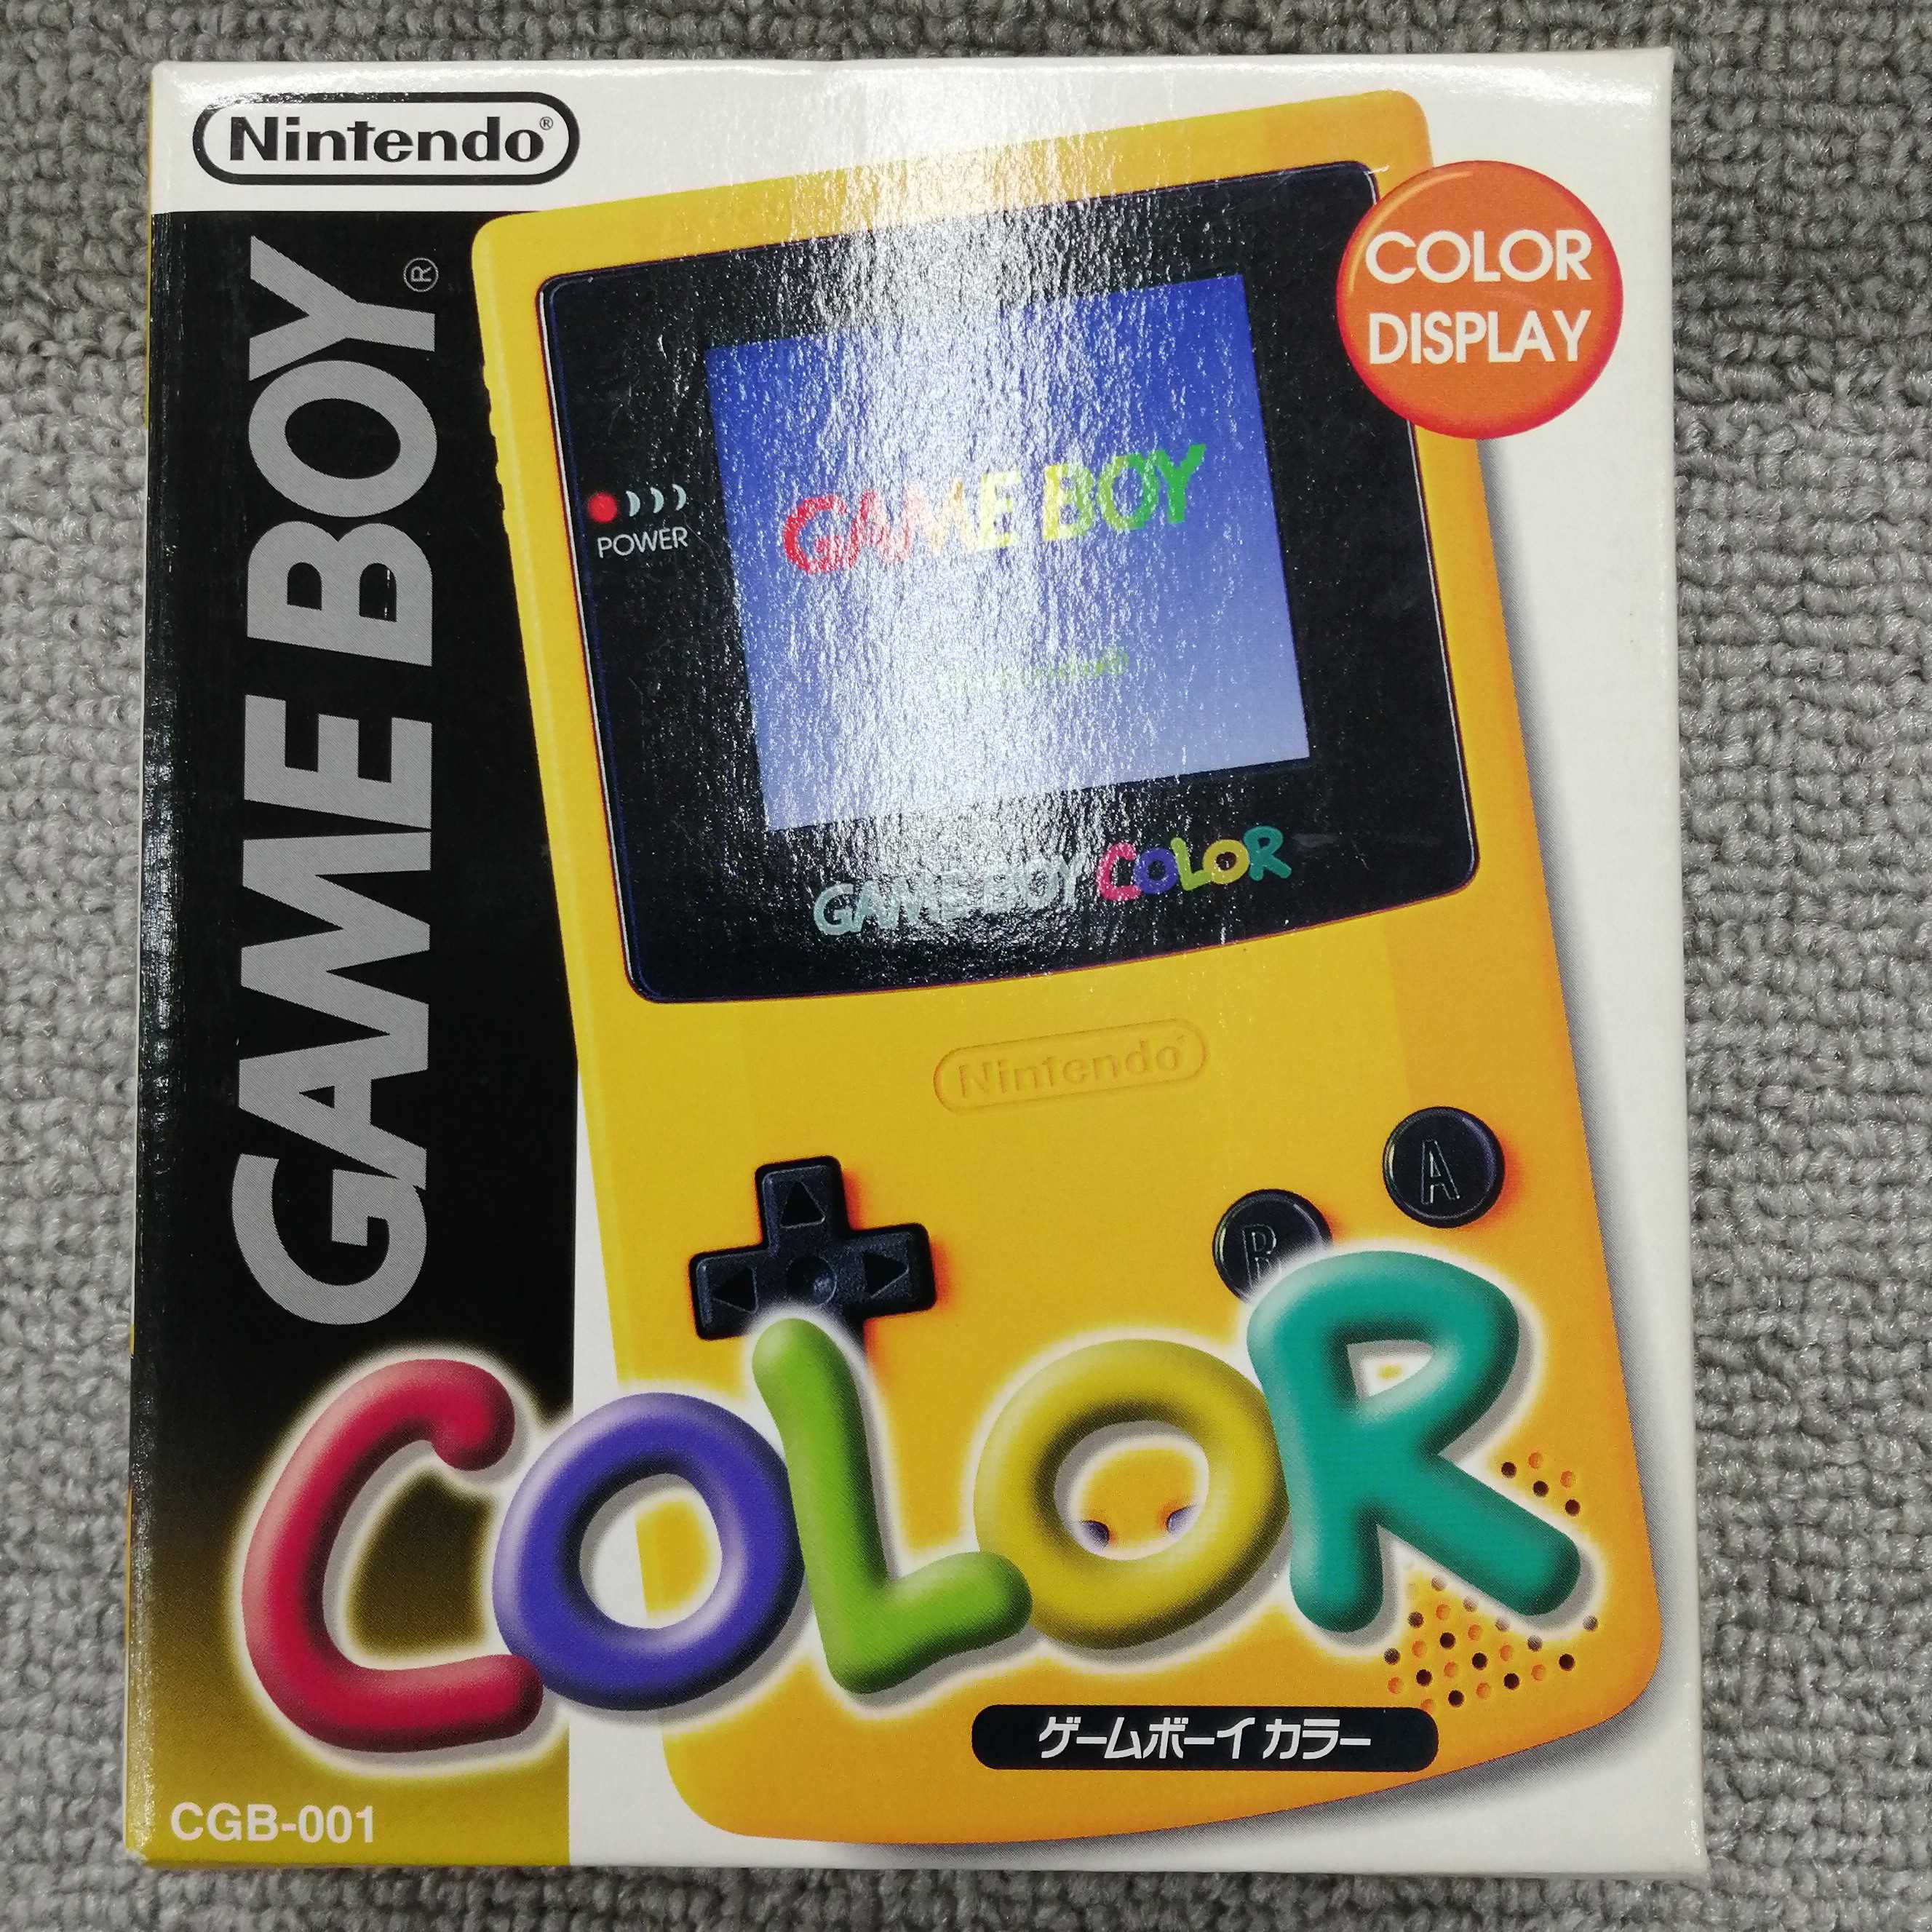 Nintendo®
GAME BOY®
COLOR
DISPLAY
POWER
GAME BOY
GAME BOY COLOR
Nintendo
A
B
COLOR
ゲームボーイ カラー
CGB-001